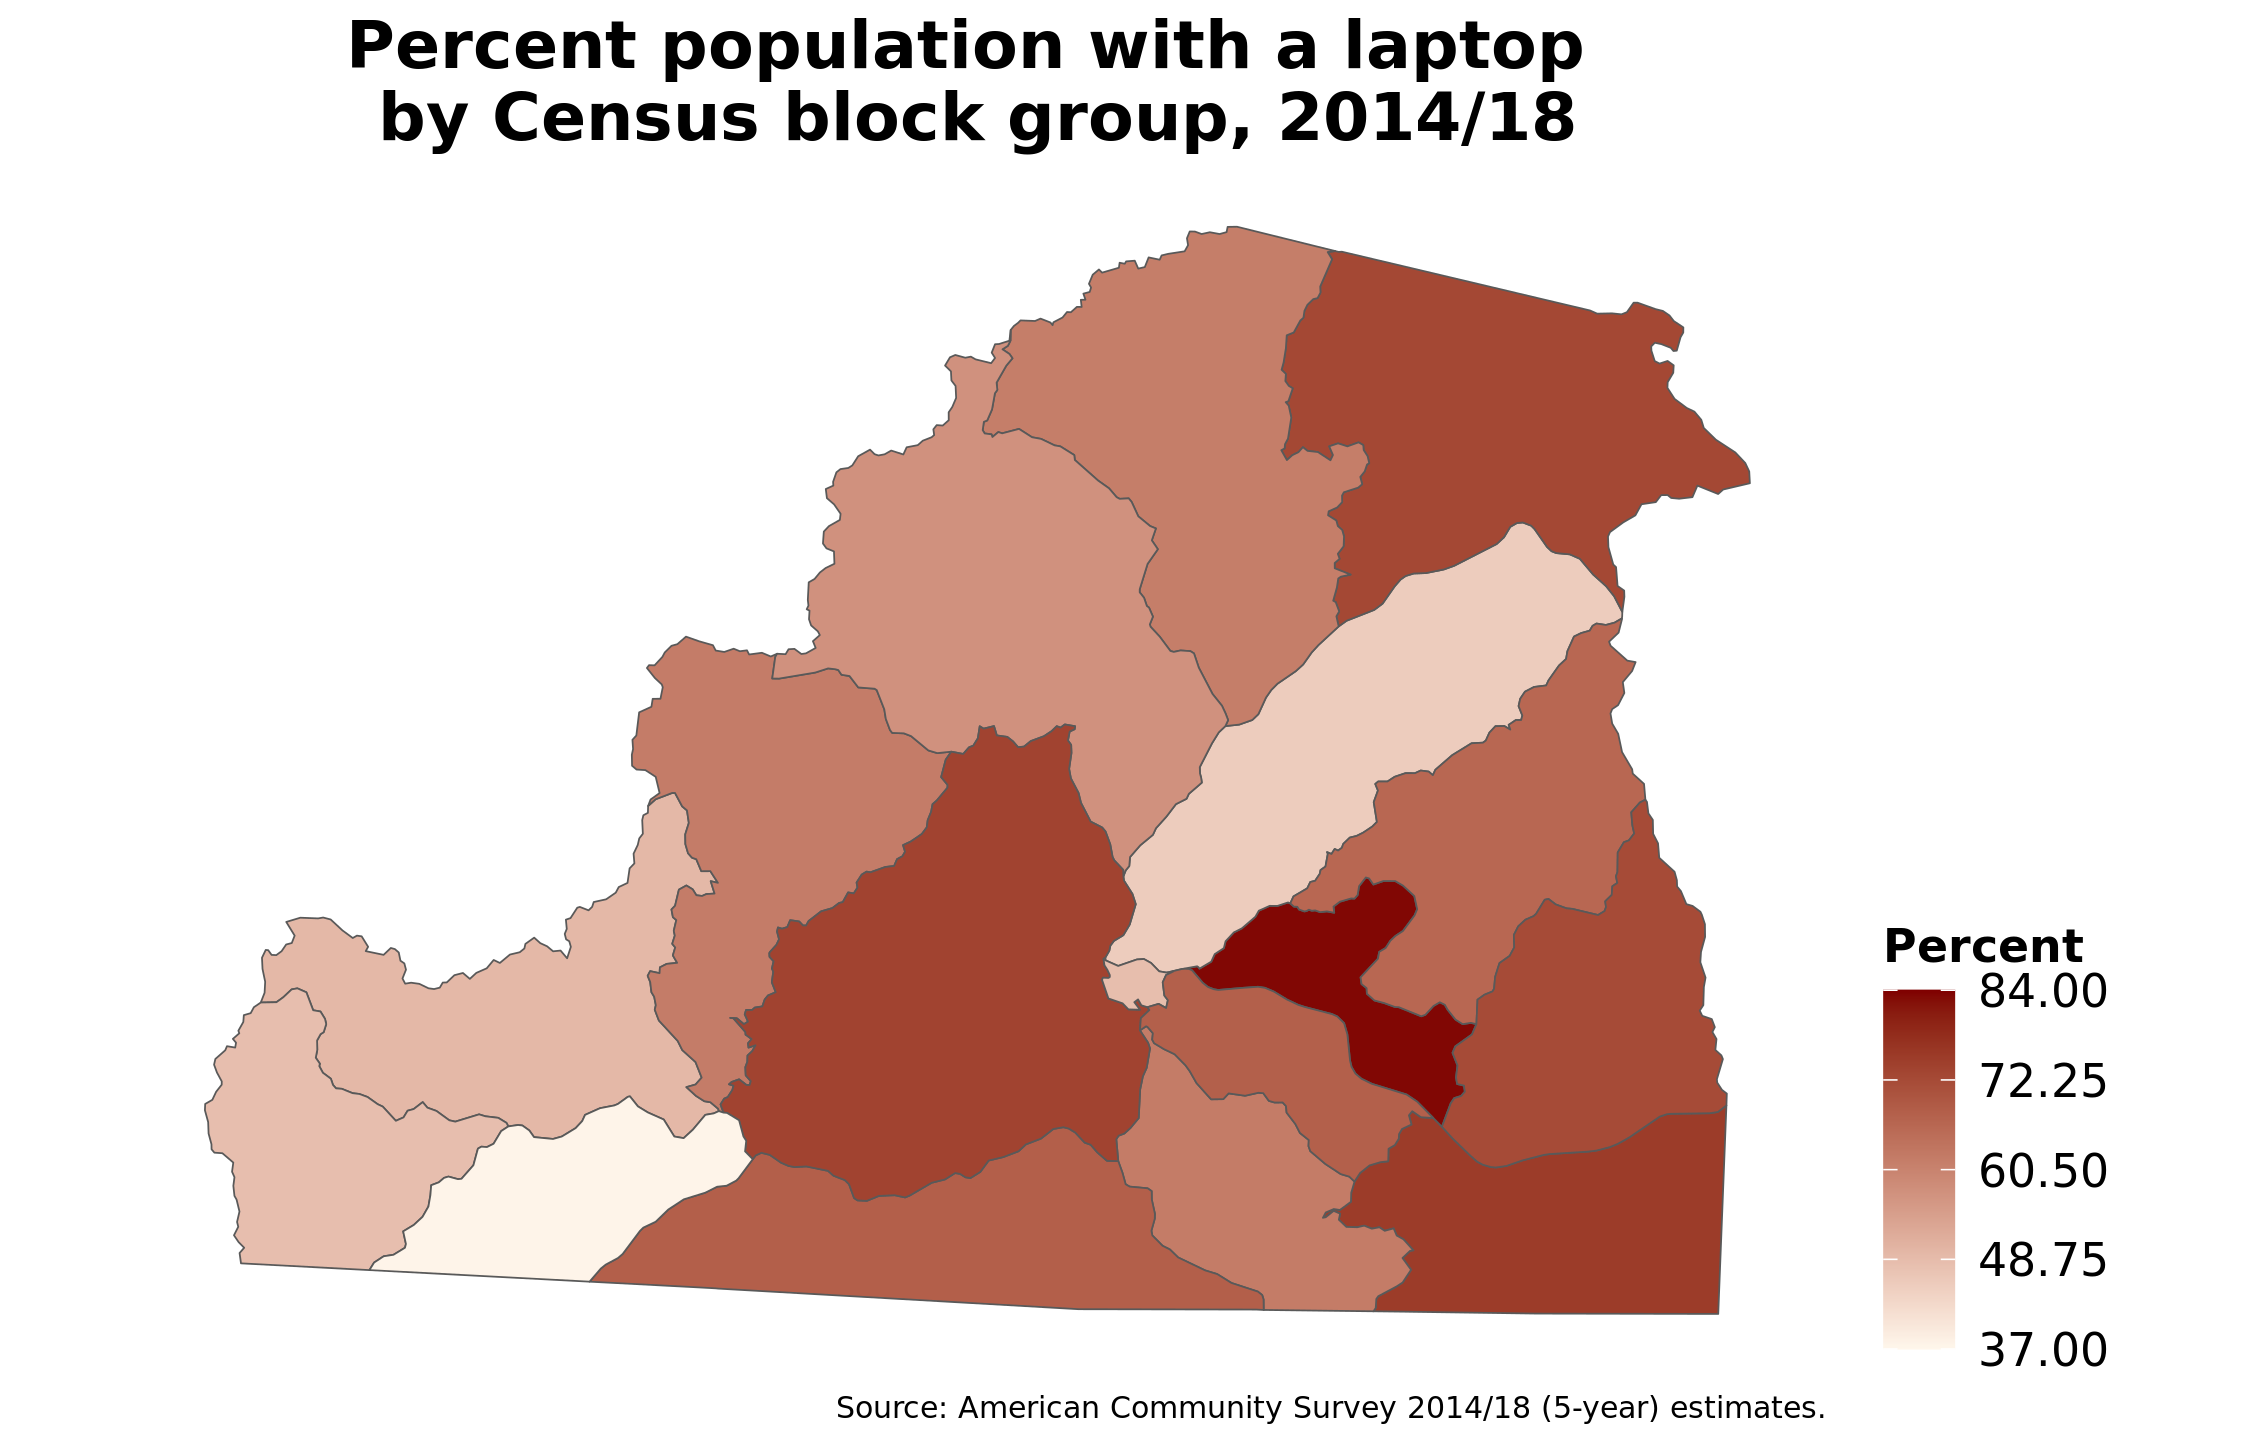 Percent population with a laptop
by Census block group, 2014/18
Percent
84.00
72.25
60.50
48.75
37.00
Source: American Community Survey 2014/18 (5-year) estimates.